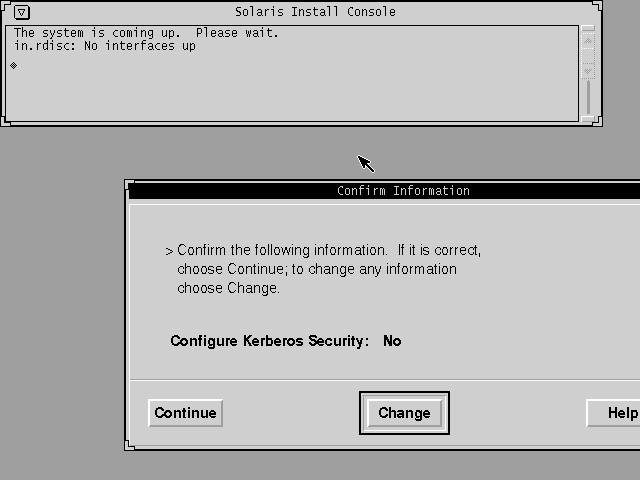 Solaris Install Console
The system is coming up.  Please wait.
in.rdisc: No interfaces up
Confirm Information
> Confirm the following information.  If it is correct,
choose Continue; to change any information
choose Change.
Configure Kerberos Security:   No
Continue
Change
Help